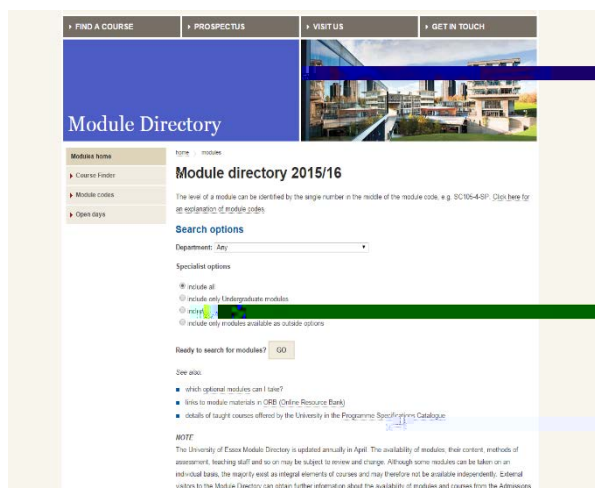 FIND A COURSE
PROSPECTUS
VISIT US
GET IN TOUCH
Module Directory
Modules home
Course Finder
Module codes
Open days
home modules
Module directory 2015/16
The level of a module can be identified by the single number in the middle of the module code, e.g. SC105-4-SP. Click here for
an explanation of module codes.
Search options
Department: Any
Specialist options
include all
include only Undergraduate modules
include only modules available as outside options
Ready to search for modules? GO
See also:
which optional modules can I take?
links to module materials in ORB (Online Resource Bank)
details of taught courses offered by the University in the Programme Specifications Catalogue
NOTE
The University of Essex Module Directory is updated annually in April. The availability of modules, their content, methods of
assessment, teaching staff and so on may be subject to review and change. Although some modules can be taken on an
individual basis, the majority exist as integral elements of courses and may therefore not be available independently. External
visitors to the Module Directory can obtain further information about the availability of modules and courses from the Admissions